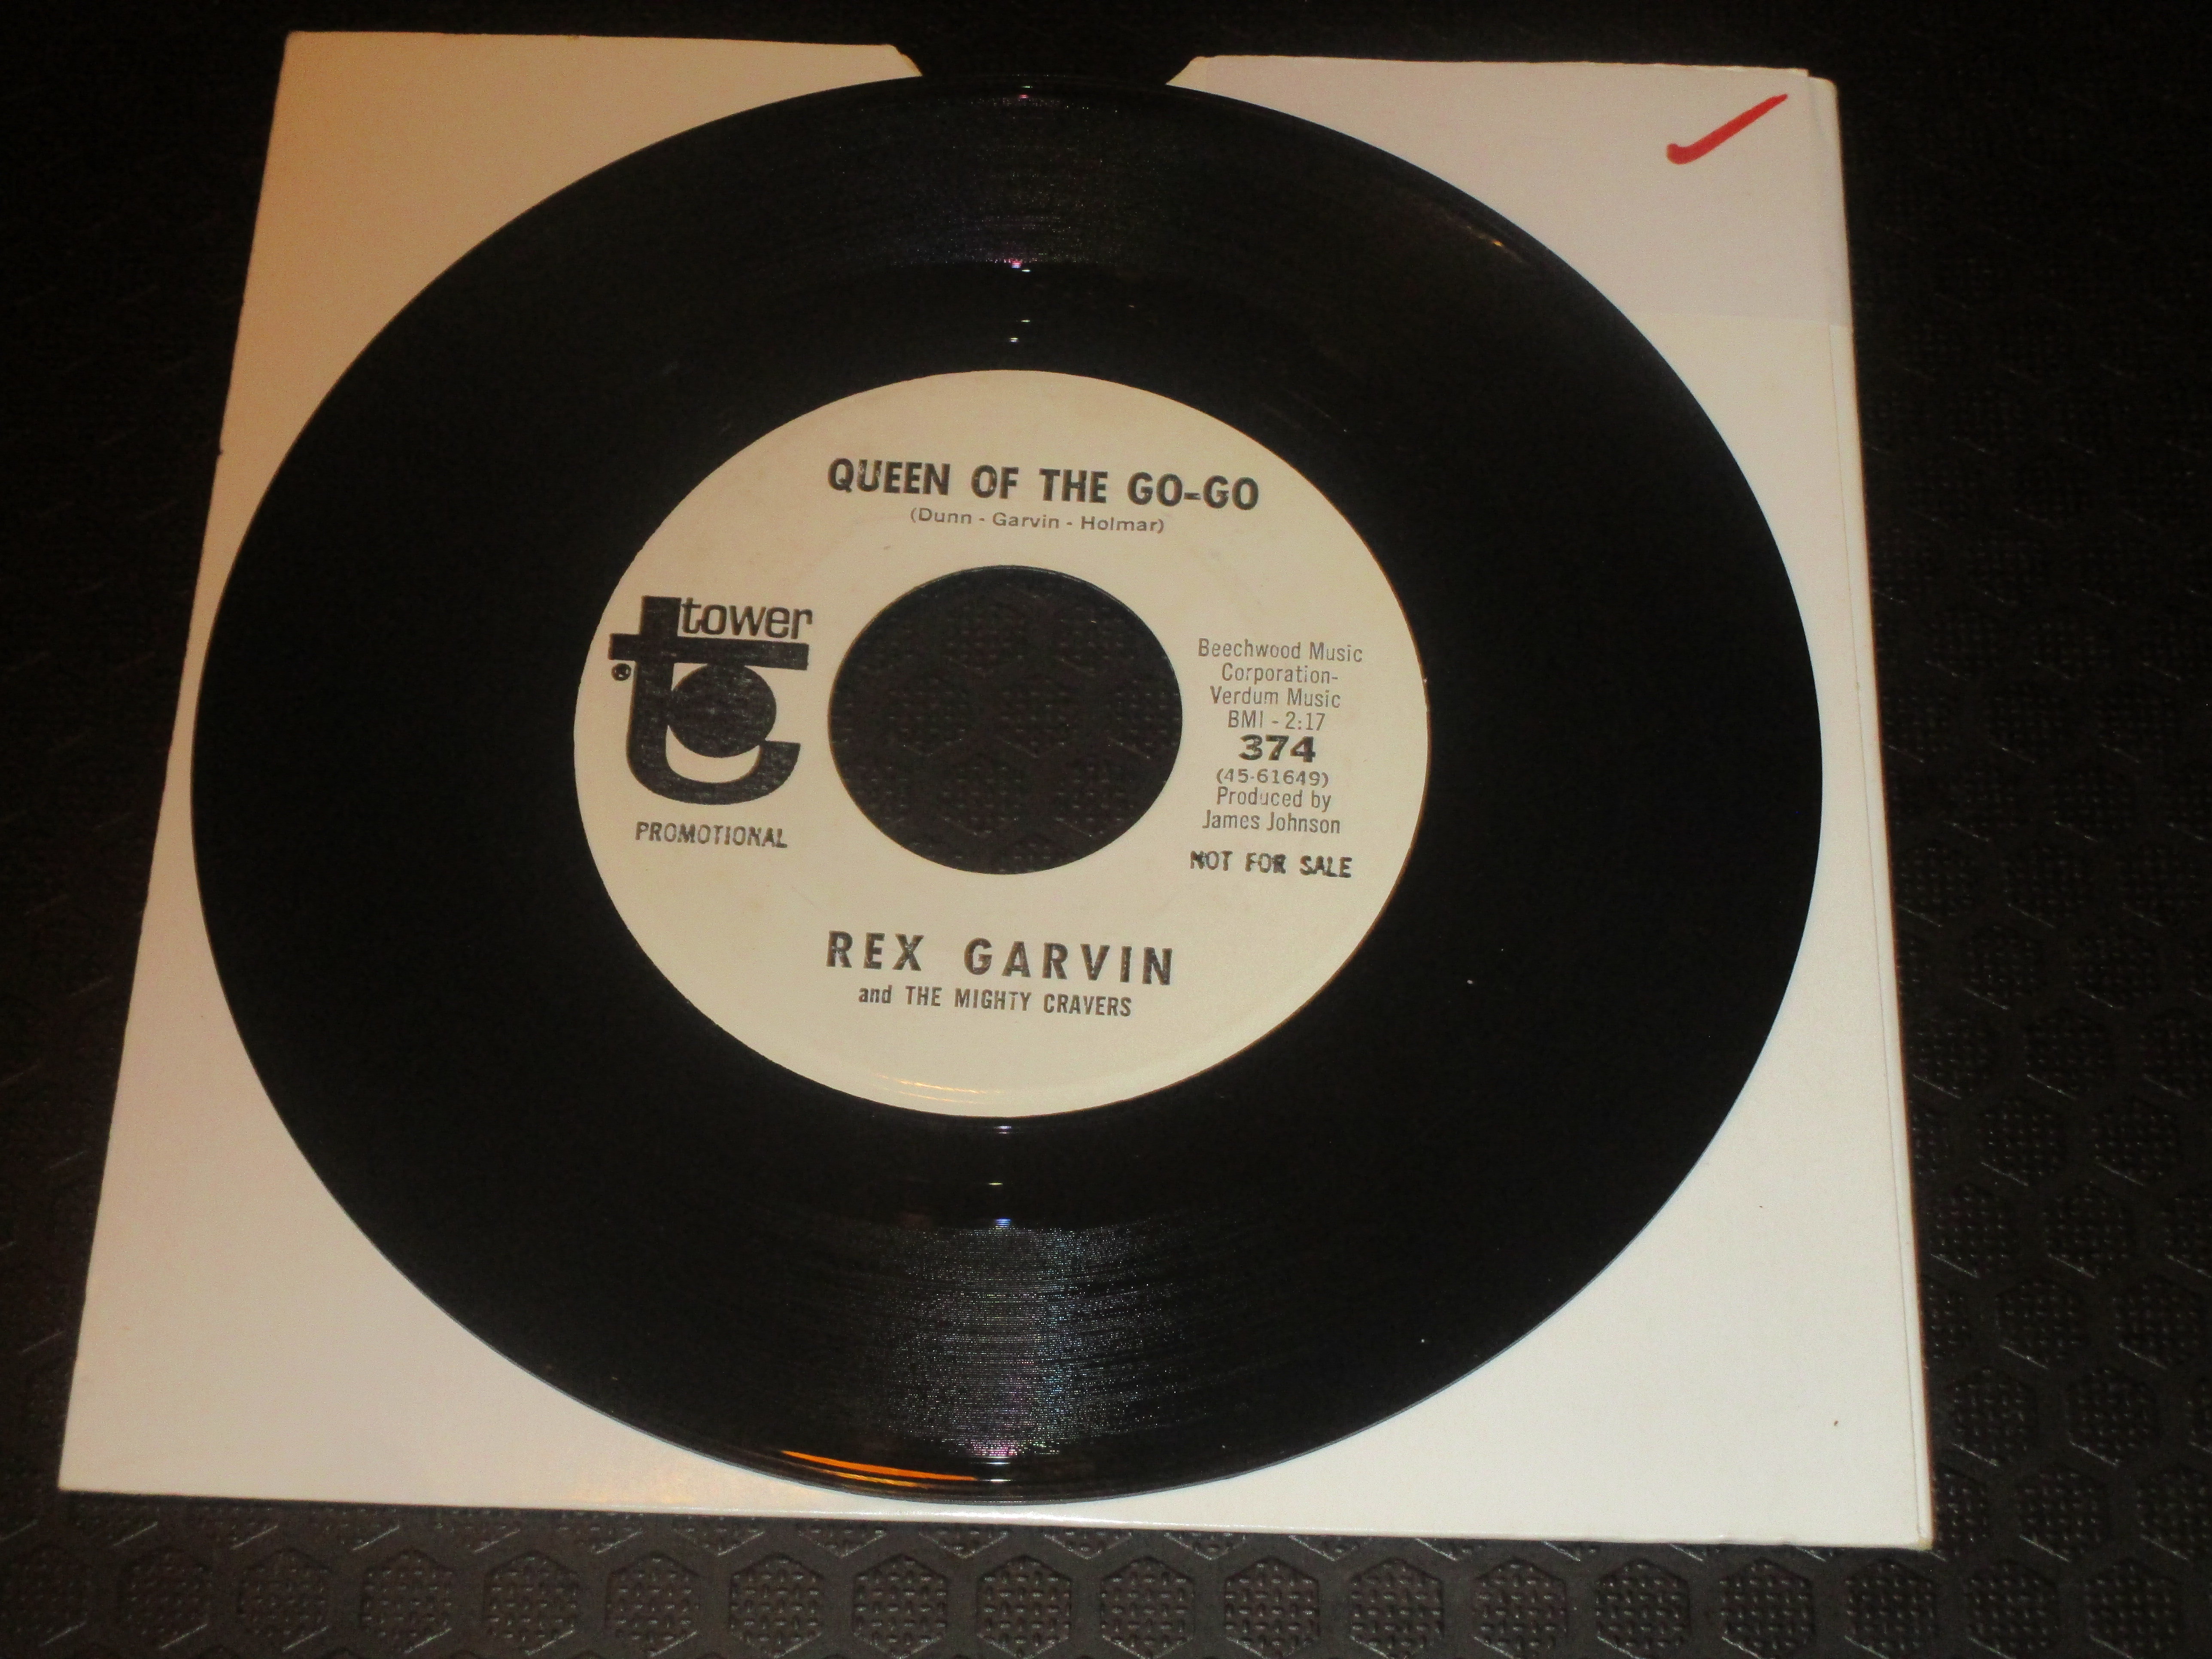 QUEEN OF THE GO-GO
(Dunn - Garvin - Holmar)
tower
PROMOTIONAL
Beechwood Music
Corporation-
Verdum Music
BMI - 2:17
374
(45-61649)
Produced by
James Johnson
NOT FOR SALE
REX GARVIN
and THE MIGHTY CRAVERS